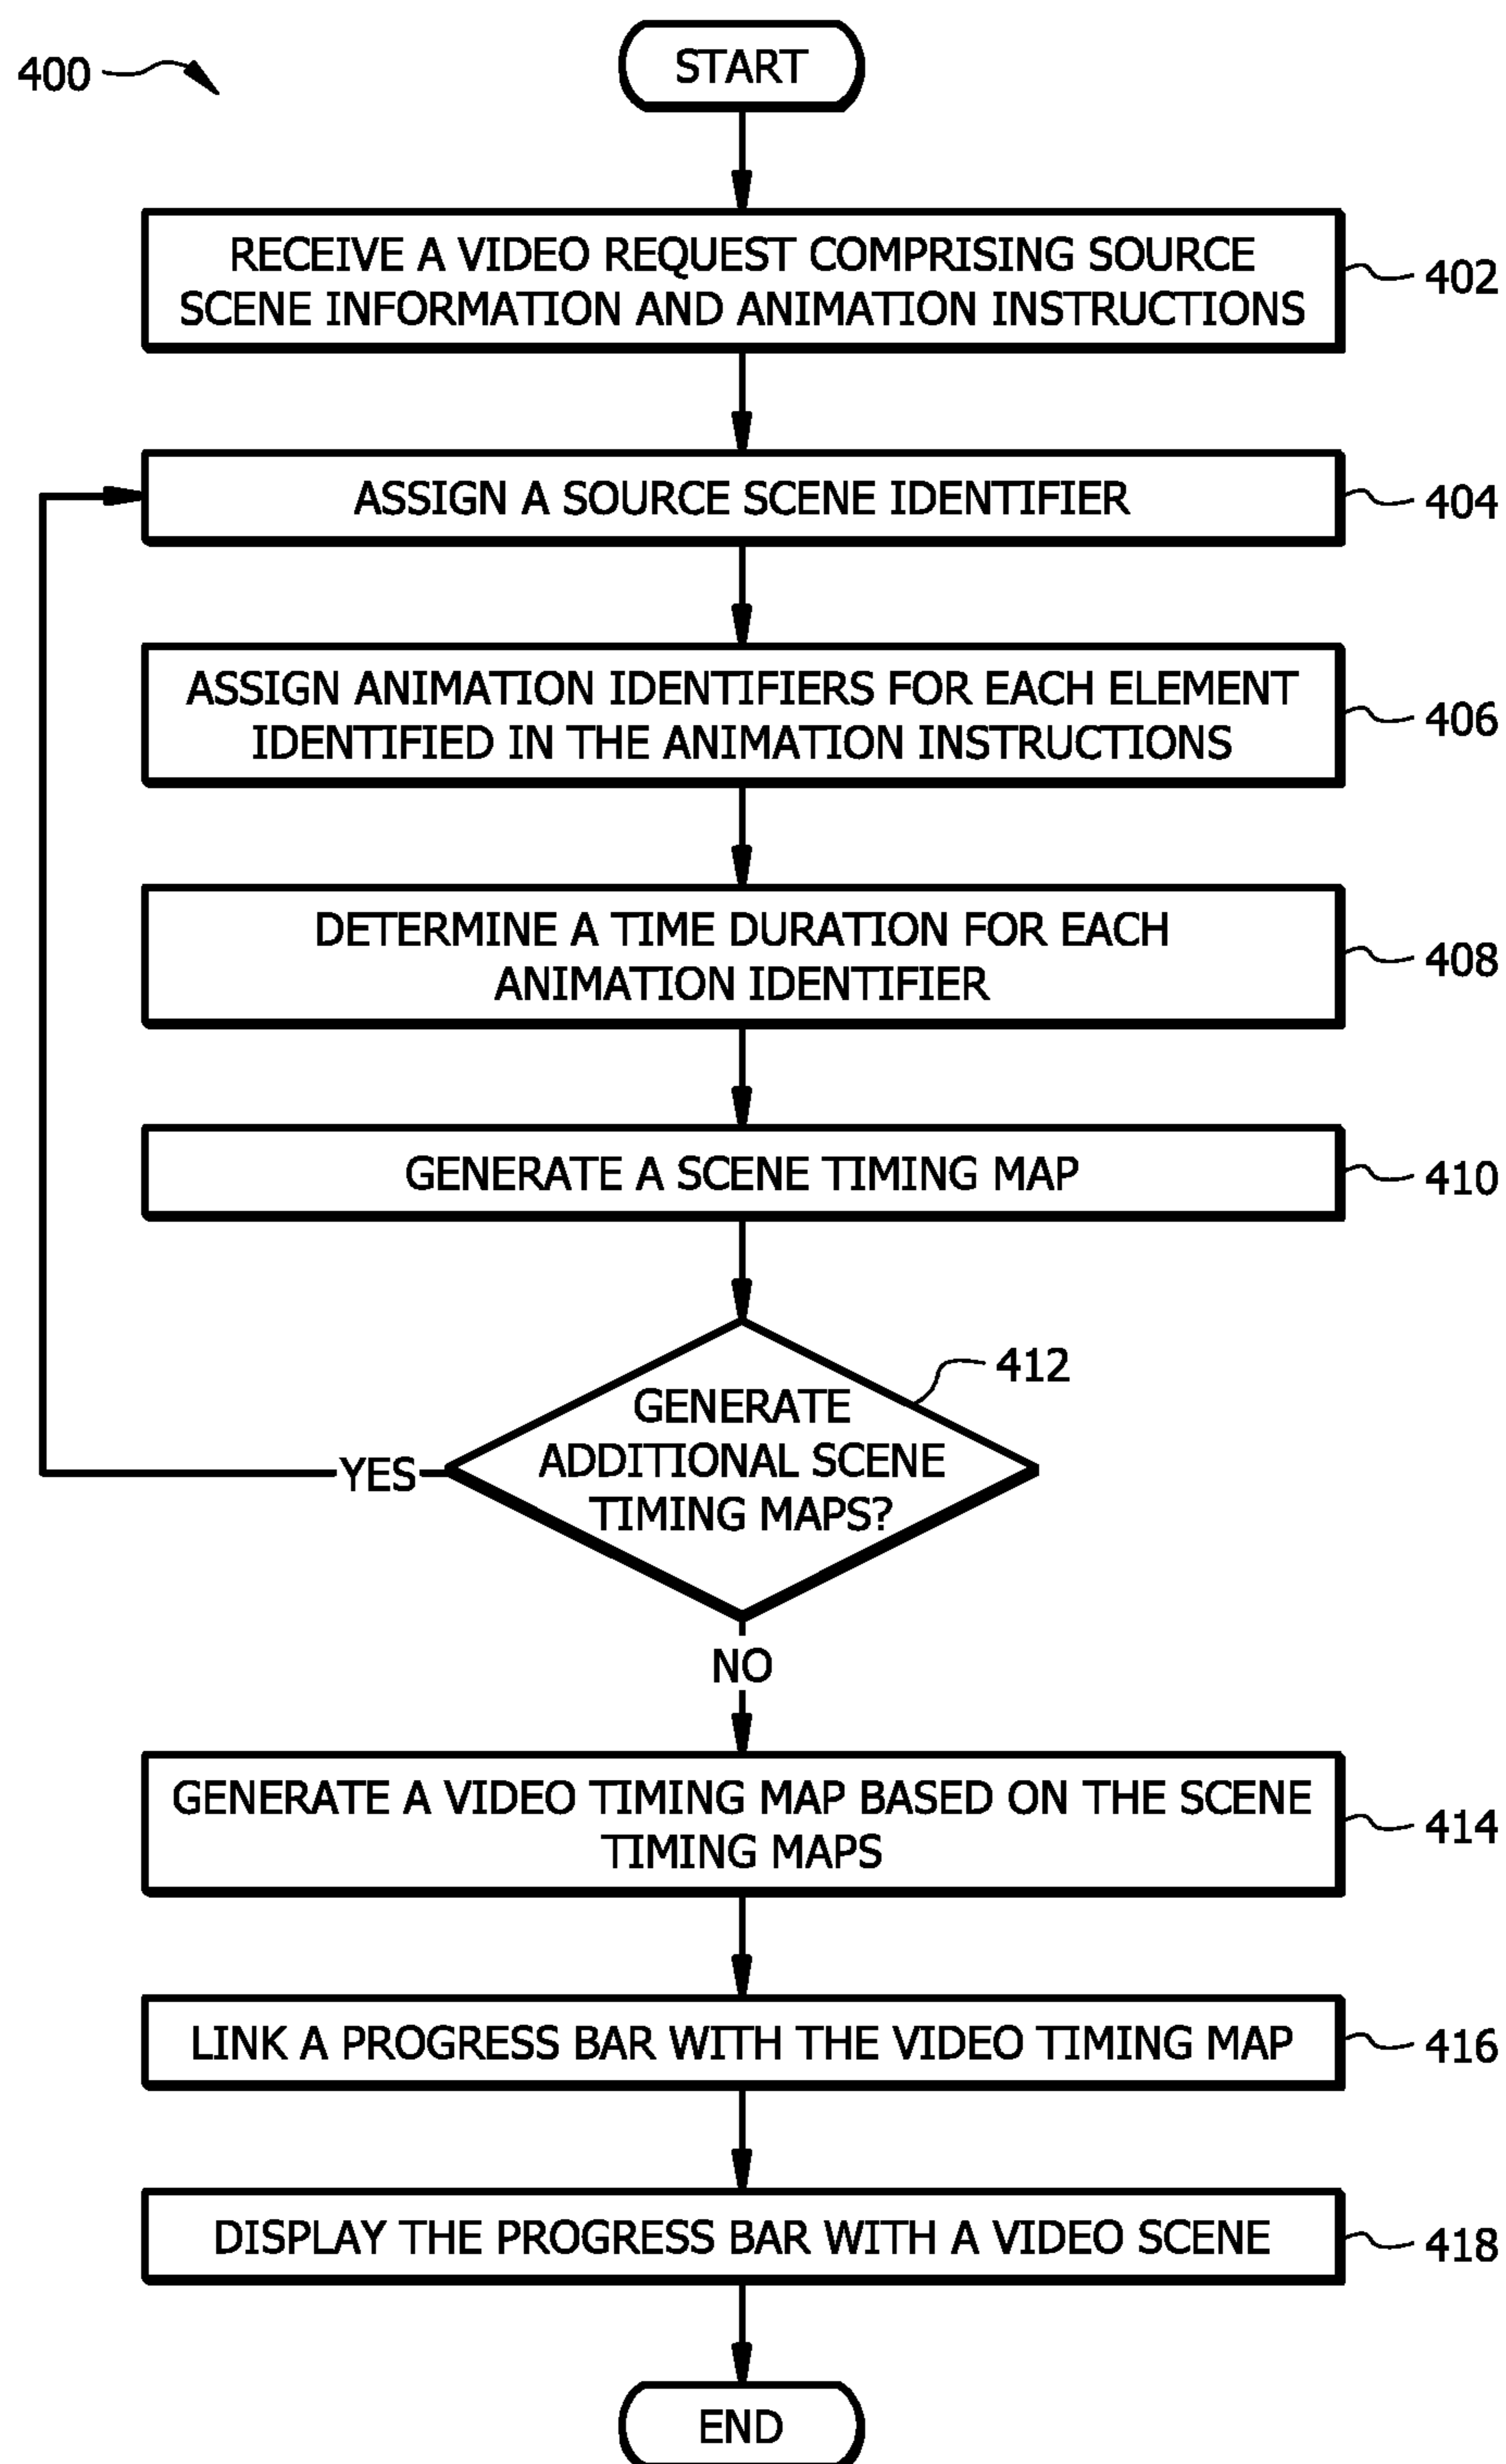 START
400
RECEIVE A VIDEO REQUEST COMPRISING SOURCE
SCENE INFORMATION AND ANIMATION INSTRUCTIONS
402
ASSIGN A SOURCE SCENE IDENTIFIER
404
ASSIGN ANIMATION IDENTIFIERS FOR EACH ELEMENT
IDENTIFIED IN THE ANIMATION INSTRUCTIONS
406
DETERMINE A TIME DURATION FOR EACH
ANIMATION IDENTIFIER
408
GENERATE A SCENE TIMING MAP
410
412
GENERATE
ADDITIONAL SCENE
TIMING MAPS?
YES
NO
GENERATE A VIDEO TIMING MAP BASED ON THE SCENE
TIMING MAPS
414
LINK A PROGRESS BAR WITH THE VIDEO TIMING MAP
416
DISPLAY THE PROGRESS BAR WITH A VIDEO SCENE
418
END